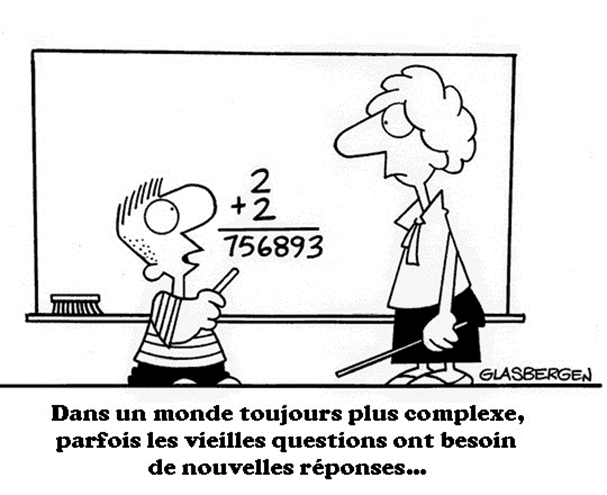 2
+2
756893
GLASBERGEN
Dans un monde toujours plus complexe,
parfois les vieilles questions ont besoin
de nouvelles réponses...